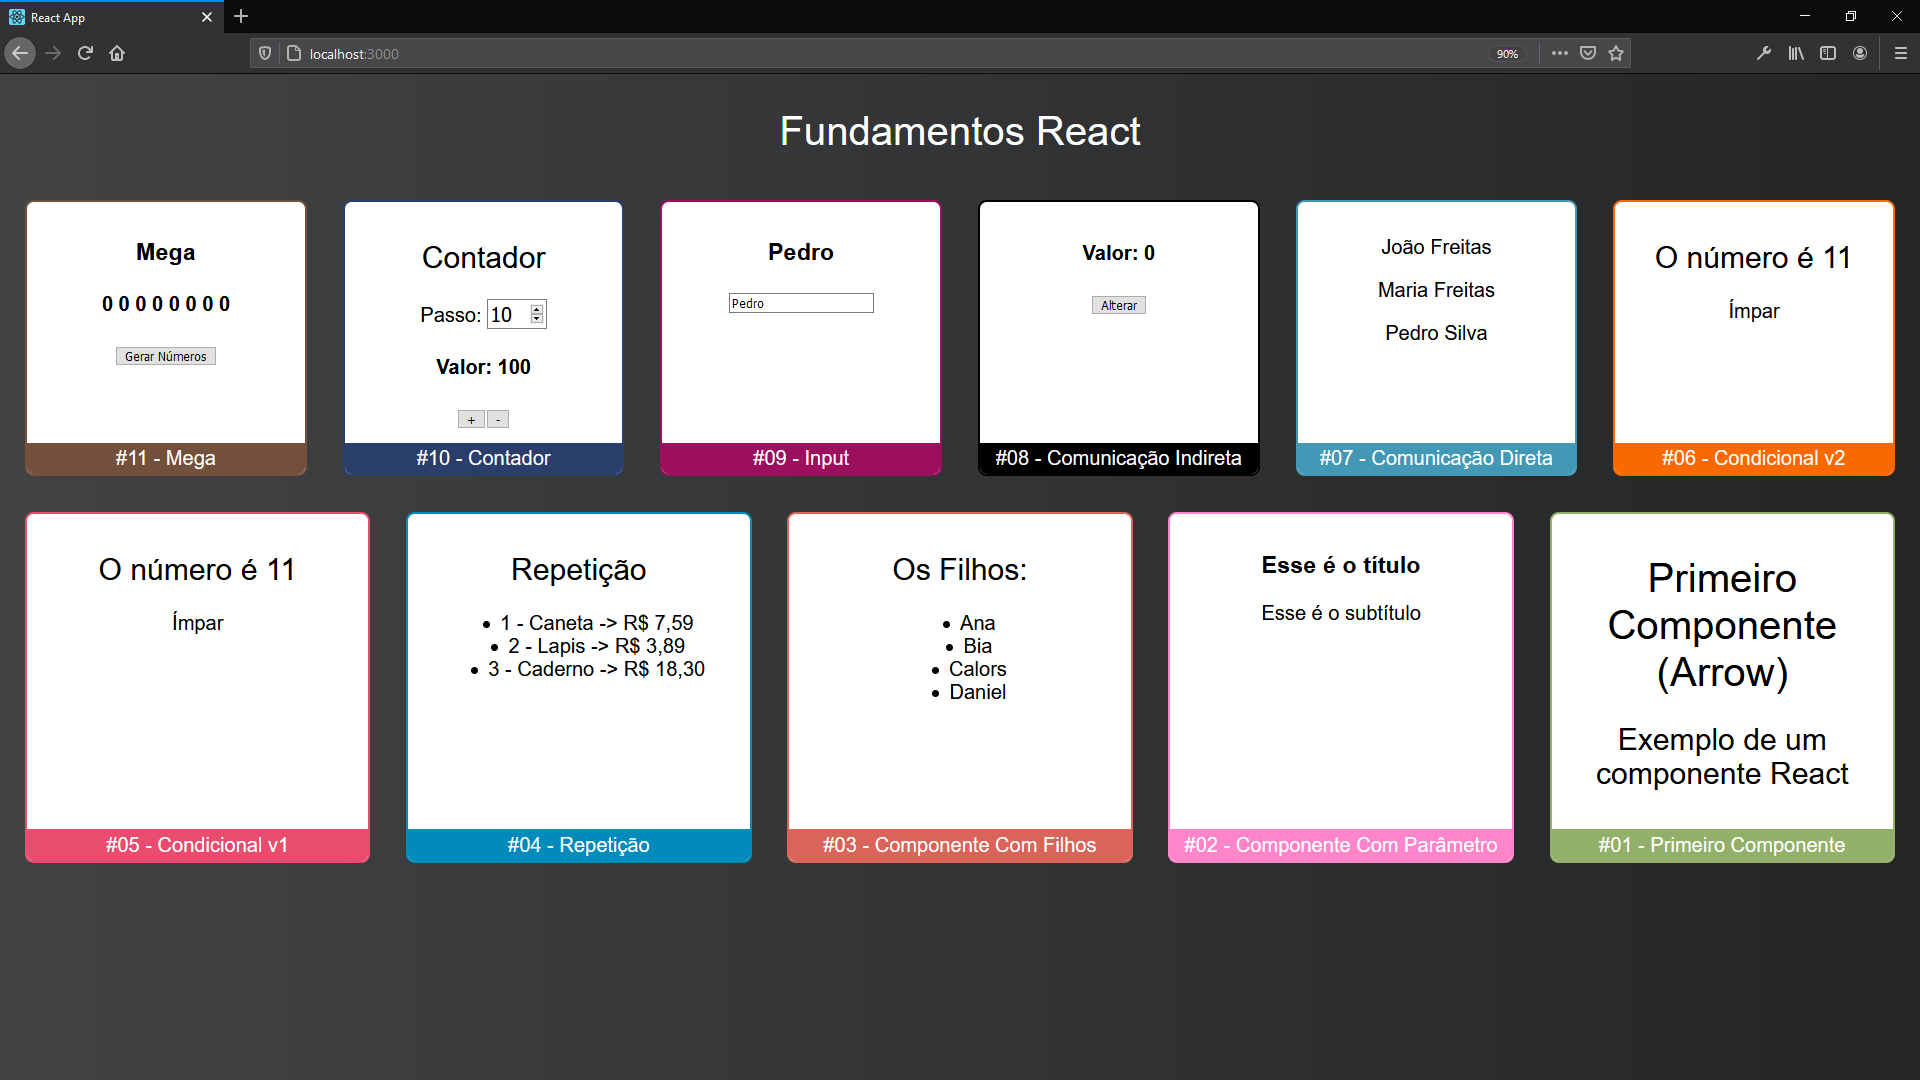 React App
localhost:3000
90%
Fundamentos React
Mega
0 0 0 0 0 0 0 0
Gerar Números
#11 - Mega
Contador
Passo: 10
Valor: 100
+ -
#10 - Contador
Pedro
Pedro
#09 - Input
Valor: 0
Alterar
#08 - Comunicação Indireta
João Freitas
Maria Freitas
Pedro Silva
#07 - Comunicação Direta
O número é 11
Ímpar
#06 - Condicional v2
O número é 11
Ímpar
#05 - Condicional v1
Repetição
1 - Caneta -> R$ 7,59
2 - Lapis -> R$ 3,89
3 - Caderno -> R$ 18,30
#04 - Repetição
Os Filhos:
Ana
Bia
Calors
Daniel
#03 - Componente Com Filhos
Esse é o título
Esse é o subtítulo
#02 - Componente Com Parâmetro
Primeiro
Componente
(Arrow)
Exemplo de um
componente React
#01 - Primeiro Componente